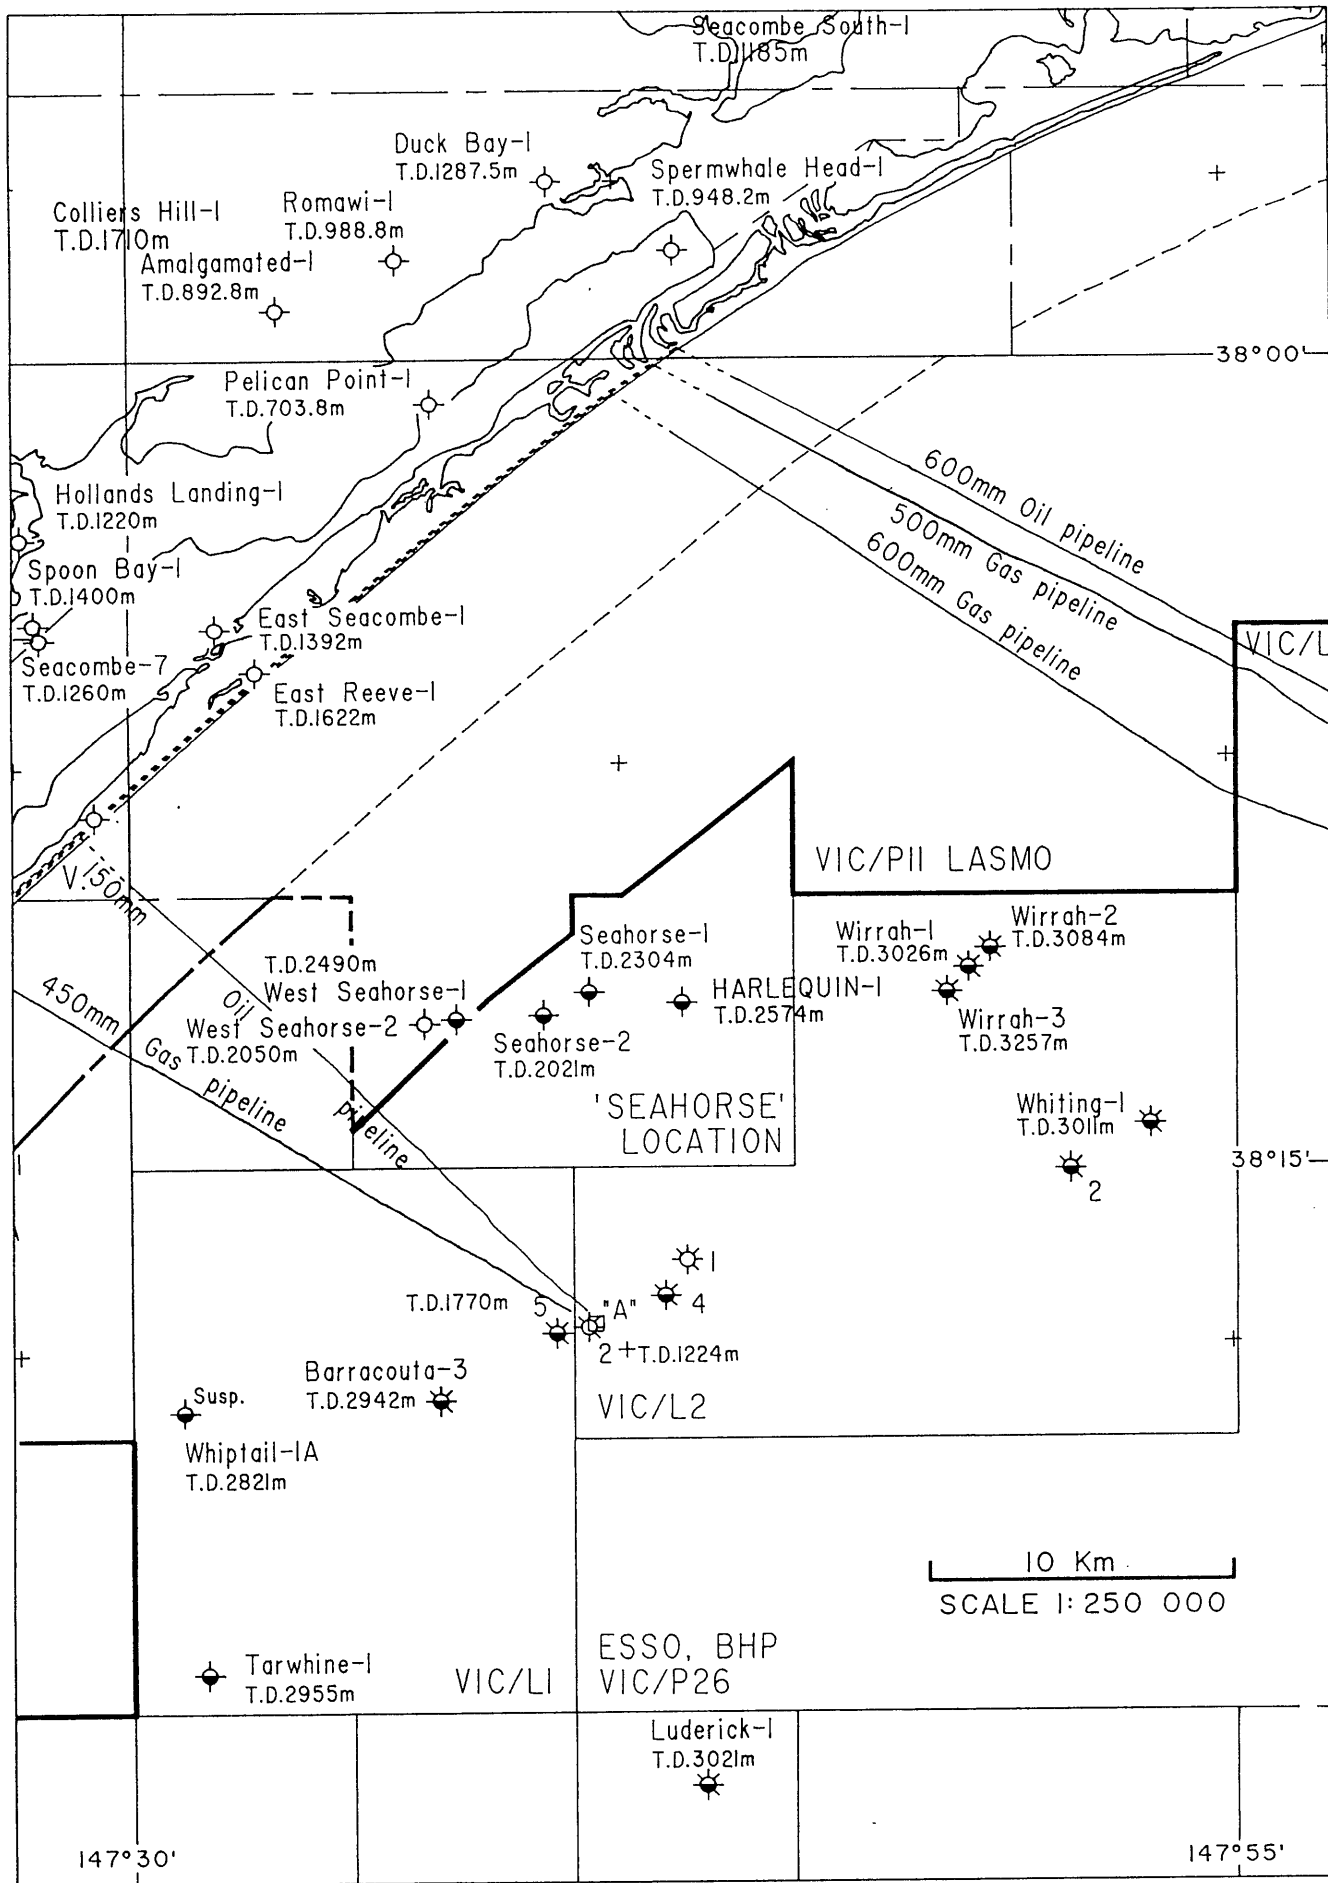 Seacombe South-1
T.D.1185m
Duck Bay-1
T.D.1287.5m
Spermwhale Head-1
T.D.948.2m
Colliers Hill-1
T.D.1710m
Romawi-1
T.D.988.8m
Amalgamated-1
T.D.892.8m
38°00'
Pelican Point-1
T.D.703.8m
600mm Oil pipeline
500mm Gas pipeline
600mm Gas pipeline
Hollands Landing-1
T.D.1220m
Spoon Bay-1
T.D.1400m
East Seacombe-1
T.D.1392m
Seacombe-7
T.D.1260m
East Reeve-1
T.D.1622m
VIC/L
VIC/P11 LASMO
V.150mm
Oil
pipeline
450mm
Gas pipeline
T.D.2490m
West Seahorse-1
West Seahorse-2
T.D.2050m
Seahorse-1
T.D.2304m
Seahorse-2
T.D.2021m
HARLEQUIN-1
T.D.2574m
Wirrah-1
T.D.3026m
Wirrah-2
T.D.3084m
Wirrah-3
T.D.3257m
'SEAHORSE'
LOCATION
Whiting-1
T.D.3011m
2
38°15'
1
4
"A"
T.D.1770m
5
2 T.D.1224m
Barracouta-3
T.D.2942m
VIC/L2
Susp.
Whiptail-1A
T.D.2821m
10 Km
SCALE 1:250 000
Tarwhine-1
T.D.2955m
VIC/L1
ESSO, BHP
VIC/P26
Luderick-1
T.D.3021m
147°30'
147°55'